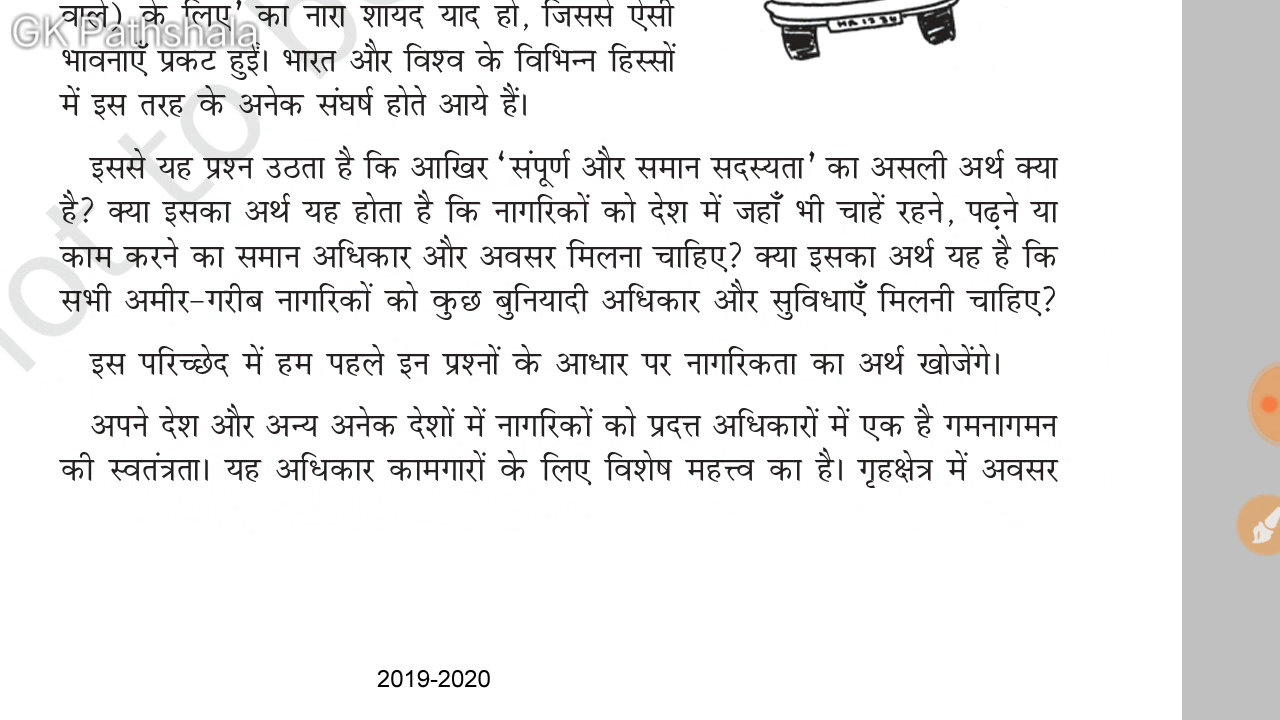 वाले) के लिए’ का नारा शायद याद हो, जिससे ऐसी
GK Pathshala
भावनाएँ प्रकट हुईं। भारत और विश्व के विभिन्न हिस्सों
में इस तरह के अनेक संघर्ष होते आये हैं।
इससे यह प्रश्न उठता है कि आखिर ‘संपूर्ण और समान सदस्यता’ का असली अर्थ क्या
है? क्या इसका अर्थ यह होता है कि नागरिकों को देश में जहाँ भी चाहें रहने, पढ़ने या
काम करने का समान अधिकार और अवसर मिलना चाहिए? क्या इसका अर्थ यह है कि
सभी अमीर-गरीब नागरिकों को कुछ बुनियादी अधिकार और सुविधाएँ मिलनी चाहिए?
इस परिच्छेद में हम पहले इन प्रश्नों के आधार पर नागरिकता का अर्थ खोजेंगे।
अपने देश और अन्य अनेक देशों में नागरिकों को प्रदत्त अधिकारों में एक है गमनागमन
की स्वतंत्रता। यह अधिकार कामगारों के लिए विशेष महत्त्व का है। गृहक्षेत्र में अवसर
not to b
2019-2020